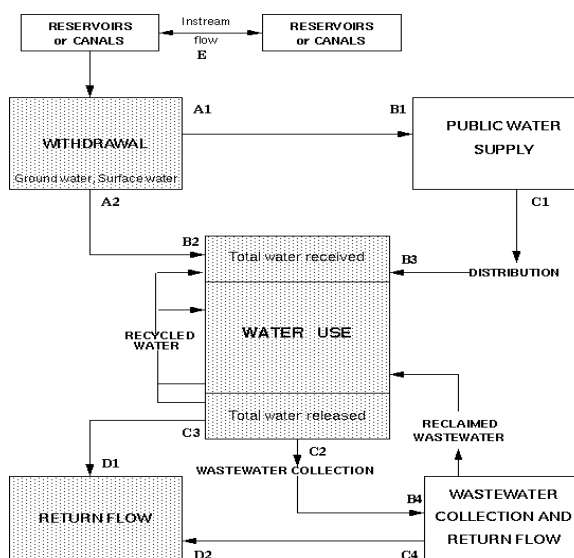 RESERVOIRS
or CANALS
Instream
flow
E
RESERVOIRS
or CANALS
A1
B1
WITHDRAWAL
Ground water, Surface water
PUBLIC WATER
SUPPLY
A2
C1
B2
Total water received
B3
DISTRIBUTION
RECYCLED
WATER
WATER USE
Total water released
RECLAIMED
WASTEWATER
C3
C2
WASTEWATER COLLECTION
D1
B4
RETURN FLOW
WASTEWATER
COLLECTION AND
RETURN FLOW
D2
C4